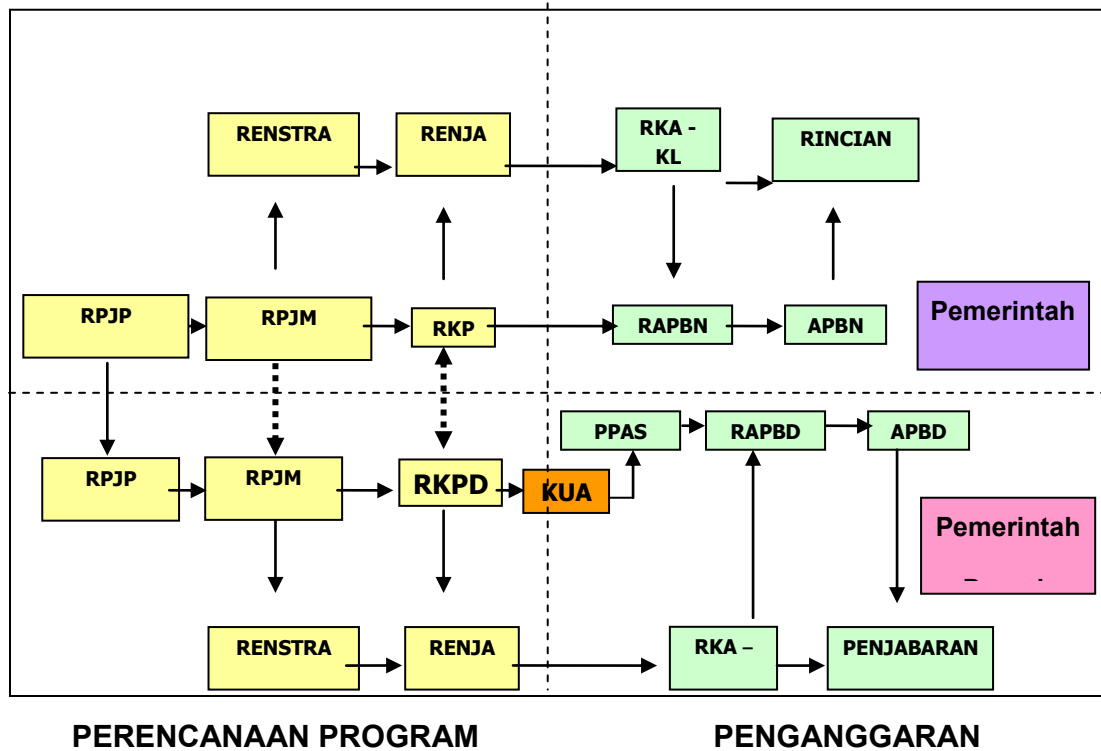 RENSTRA
RENJA
RKA -
KL
RINCIAN
RPJP
RPJM
RKP
RAPBN
APBN
Pemerintah
PPAS
RAPBD
APBD
RPJP
RPJM
RKPD
KUA
Pemerintah
RENSTRA
RENJA
RKA –
PENJABARAN
PERENCANAAN PROGRAM
PENGANGGARAN